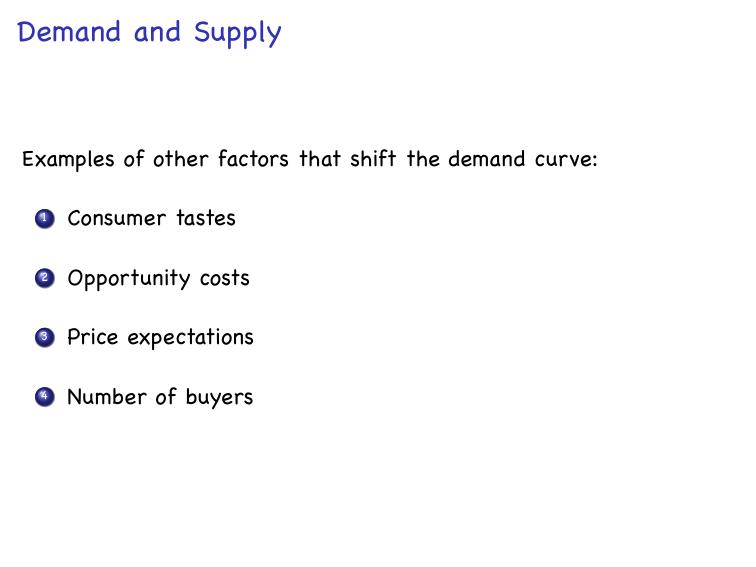 Demand and Supply
Examples of other factors that shift the demand curve:
1 Consumer tastes
2 Opportunity costs
3 Price expectations
4 Number of buyers